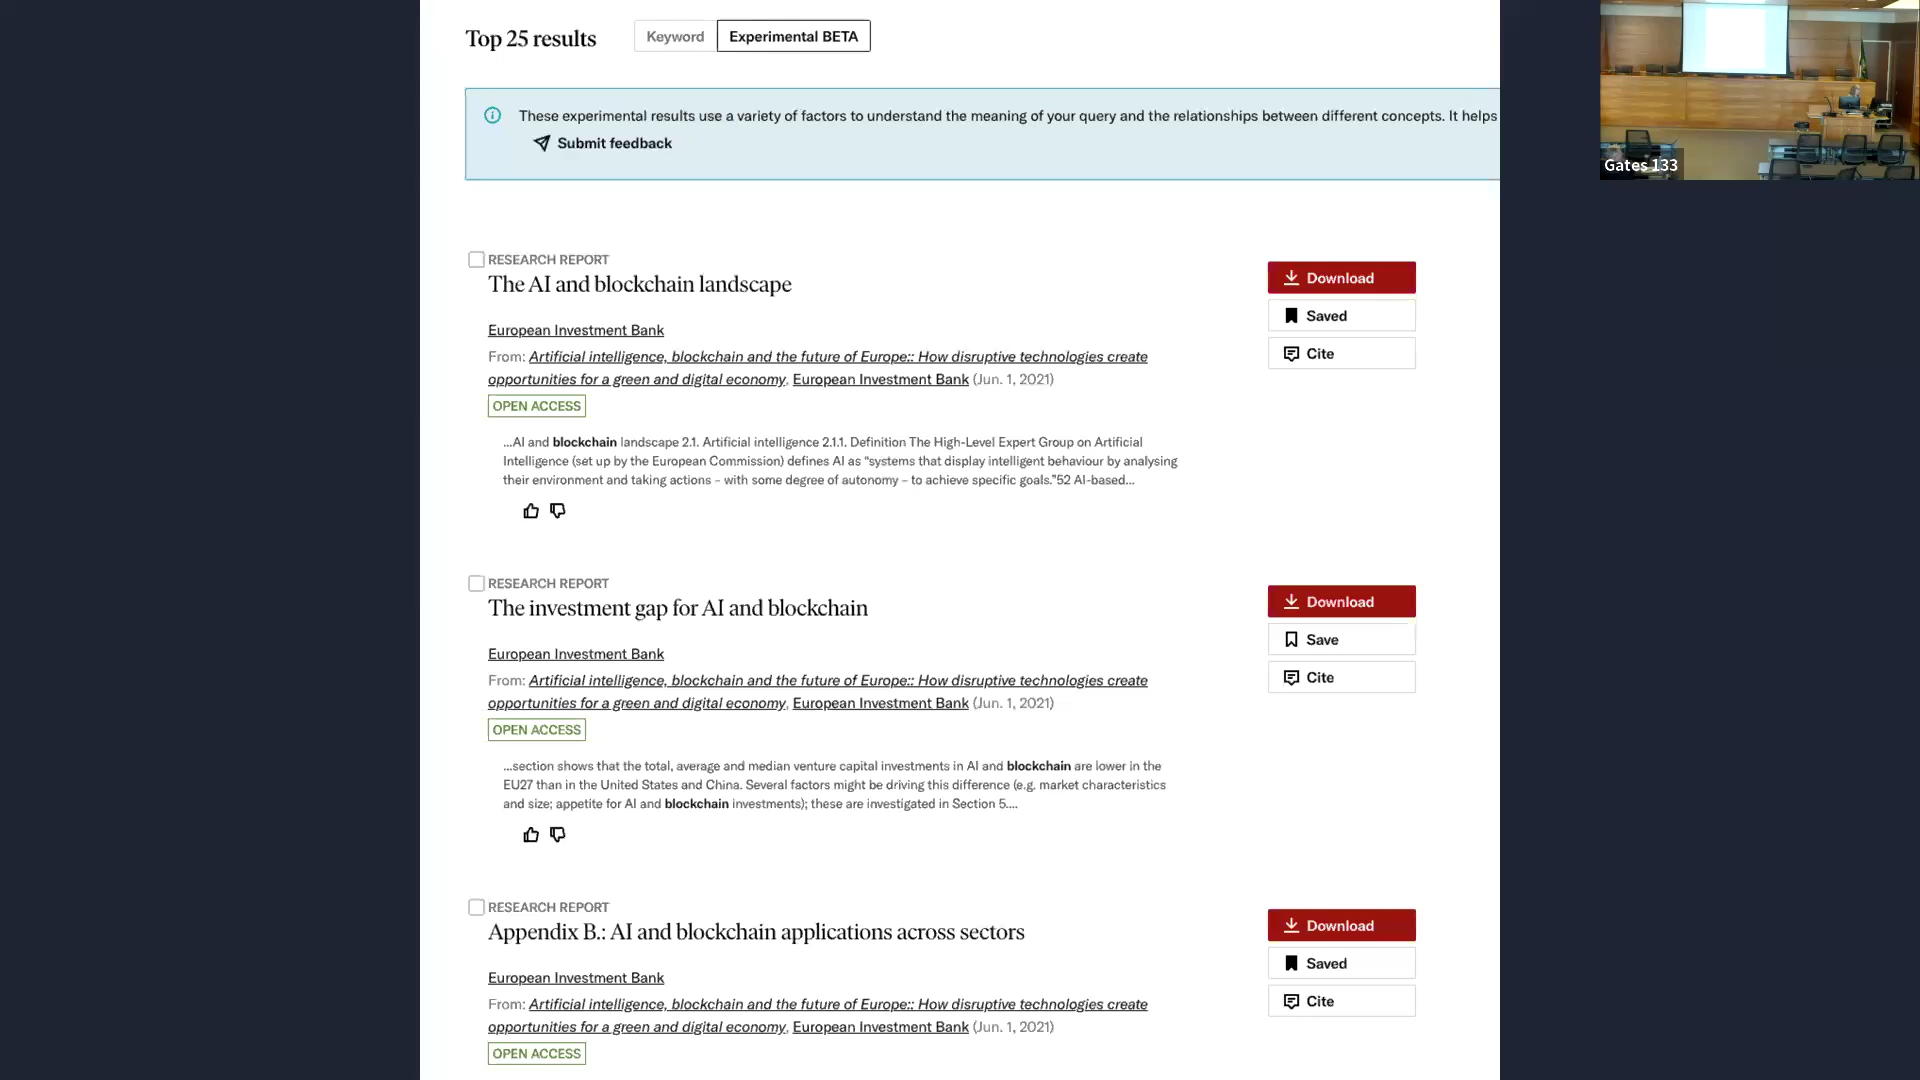 Top 25 results
Keyword
Experimental BETA
These experimental results use a variety of factors to understand the meaning of your query and the relationships between different concepts. It helps
Submit feedback
RESEARCH REPORT
The AI and blockchain landscape
European Investment Bank
From: Artificial intelligence, blockchain and the future of Europe:: How disruptive technologies create
opportunities for a green and digital economy, European Investment Bank (Jun. 1, 2021)
OPEN ACCESS
...AI and blockchain landscape 2.1. Artificial intelligence 2.1.1. Definition The High-Level Expert Group on Artificial
Intelligence (set up by the European Commission) defines AI as “systems that display intelligent behaviour by analysing
their environment and taking actions – with some degree of autonomy – to achieve specific goals.”52 AI-based...
Download
Saved
Cite
RESEARCH REPORT
The investment gap for AI and blockchain
European Investment Bank
From: Artificial intelligence, blockchain and the future of Europe:: How disruptive technologies create
opportunities for a green and digital economy, European Investment Bank (Jun. 1, 2021)
OPEN ACCESS
...section shows that the total, average and median venture capital investments in AI and blockchain are lower in the
EU27 than in the United States and China. Several factors might be driving this difference (e.g. market characteristics
and size; appetite for AI and blockchain investments); these are investigated in Section 5....
Download
Save
Cite
RESEARCH REPORT
Appendix B.: AI and blockchain applications across sectors
European Investment Bank
From: Artificial intelligence, blockchain and the future of Europe:: How disruptive technologies create
opportunities for a green and digital economy, European Investment Bank (Jun. 1, 2021)
OPEN ACCESS
Download
Saved
Cite
Gates 133